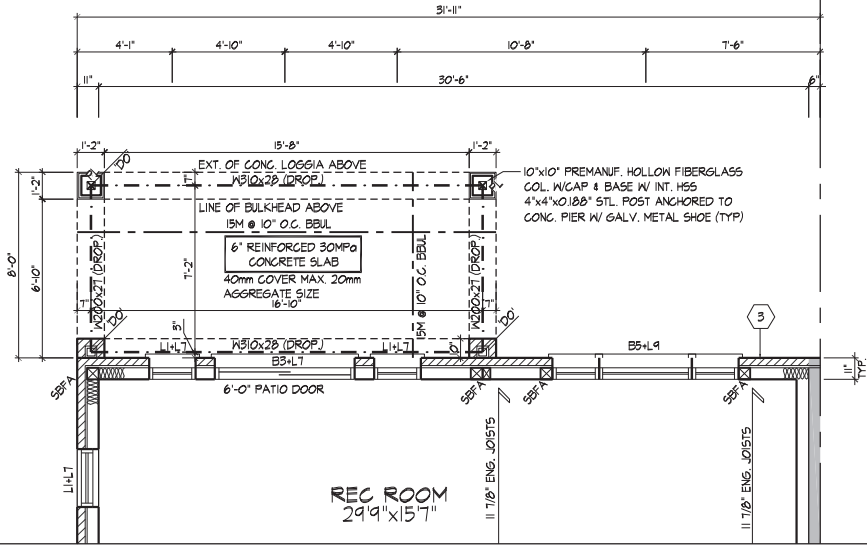 31'-11"
4'-1" 4'-10" 4'-10" 10'-8" 7'-6"
11" 30'-6" 6"
1'-2" 15'-8" 1'-2"
'DO'
EXT. OF CONC. LOGGIA ABOVE
7"
W310x28 (DROP.)
1'-2"
8'-0"
6'-10"
LINE OF BULKHEAD ABOVE
15M @ 10" O.C. BBUL
6" REINFORCED 30MPa
CONCRETE SLAB
40mm COVER MAX. 20mm
AGGREGATE SIZE
16'-10"
7'-2"
7"
7"
W200x27 (DROP.)
15M @ 10" O.C. BBUL
W200x27 (DROP.)
'DO'
'DO'
3"
W310x28 (DROP.)
L1+L7
L1+L7
B3+L7
6'-0" PATIO DOOR
10"x10" PREMANUF. HOLLOW FIBERGLASS
COL. W/CAP & BASE W/ INT. HSS
4"x4"x0.188" STL. POST ANCHORED TO
CONC. PIER W/ GALV. METAL SHOE (TYP)
3
B5+L9
11"
TYP.
SBFA
SBFA
SBFA
SBFA
L1+L7
11 7/8" ENG. JOISTS
11 7/8" ENG. JOISTS
REC ROOM
29'9"x15'7"